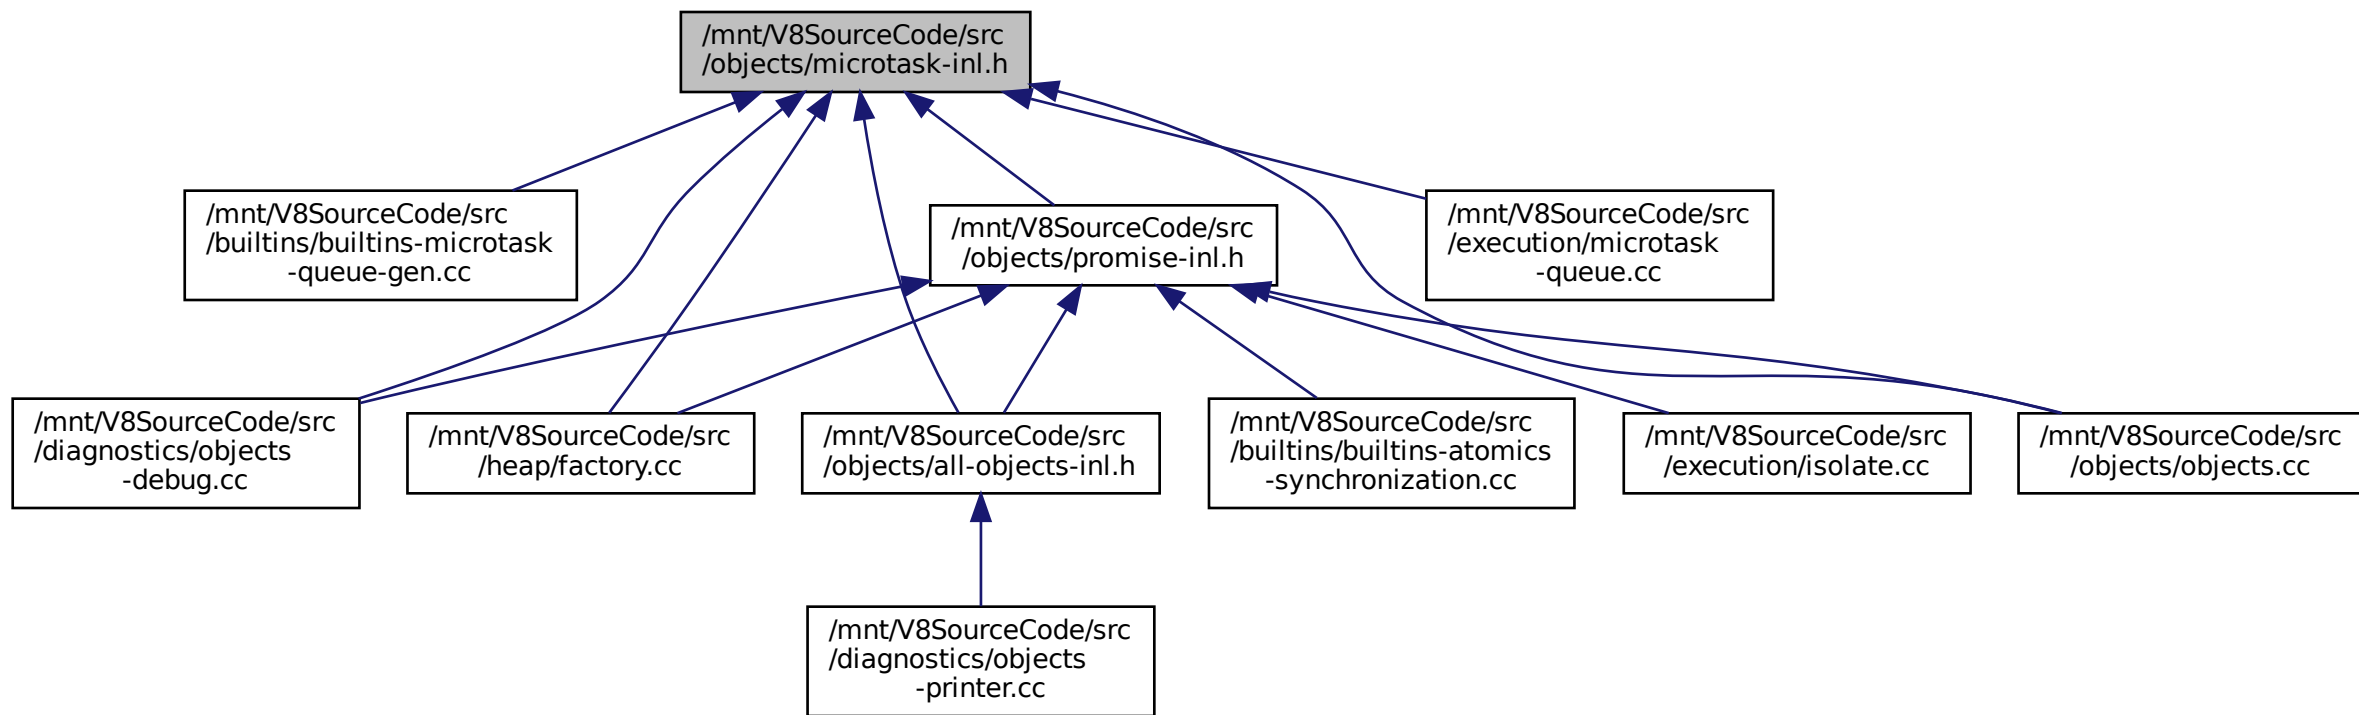 /mnt/V8SourceCode/src
/objects/microtask-inl.h
/mnt/V8SourceCode/src
/builtins/builtins-microtask
-queue-gen.cc
/mnt/V8SourceCode/src
/objects/promise-inl.h
/mnt/V8SourceCode/src
/execution/microtask
-queue.cc
/mnt/V8SourceCode/src
/diagnostics/objects
-debug.cc
/mnt/V8SourceCode/src
/heap/factory.cc
/mnt/V8SourceCode/src
/objects/all-objects-inl.h
/mnt/V8SourceCode/src
/builtins/builtins-atomics
-synchronization.cc
/mnt/V8SourceCode/src
/execution/isolate.cc
/mnt/V8SourceCode/src
/objects/objects.cc
/mnt/V8SourceCode/src
/diagnostics/objects
-printer.cc